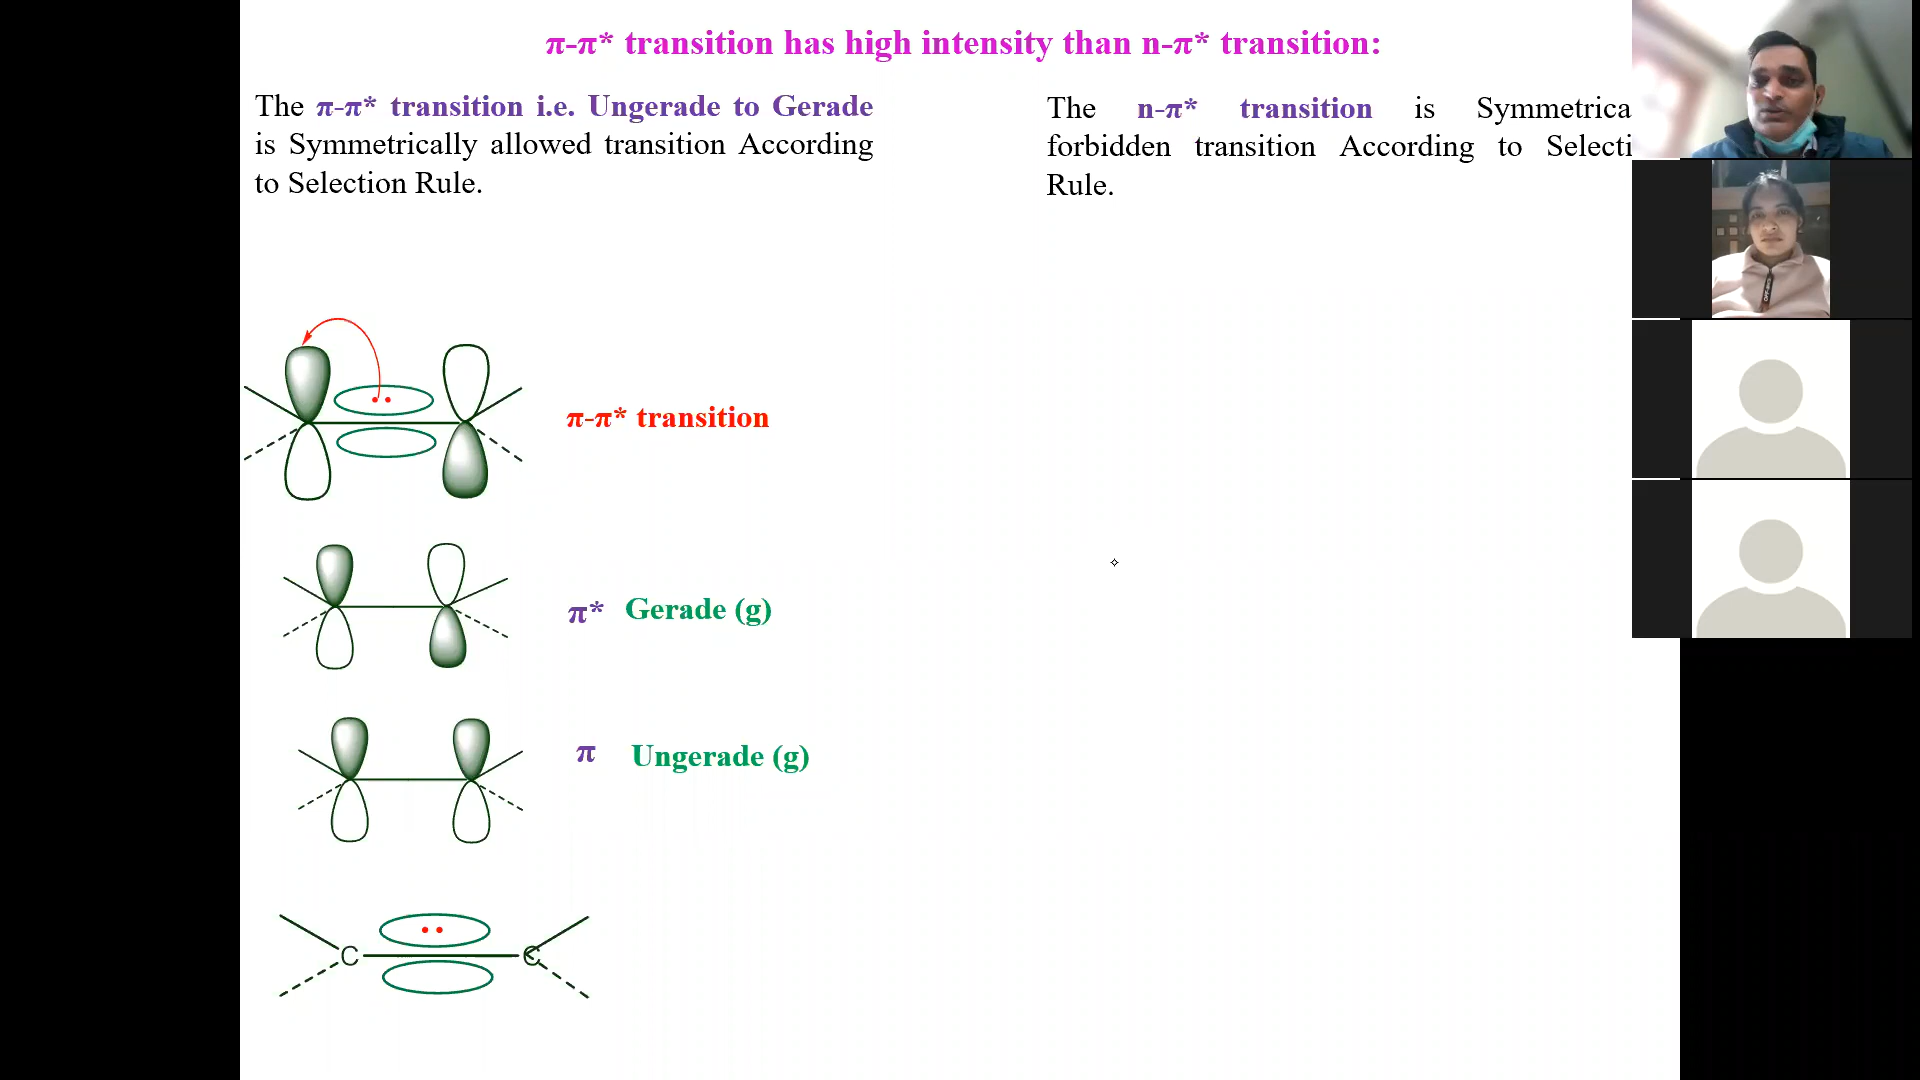 π-π* transition has high intensity than n-π* transition:
The π-π* transition i.e. Ungerade to Gerade
is Symmetrically allowed transition According
to Selection Rule.
The n-π* transition is Symmetrica
forbidden transition According to Selecti
Rule.
π-π* transition
π* Gerade (g)
π Ungerade (g)
C C